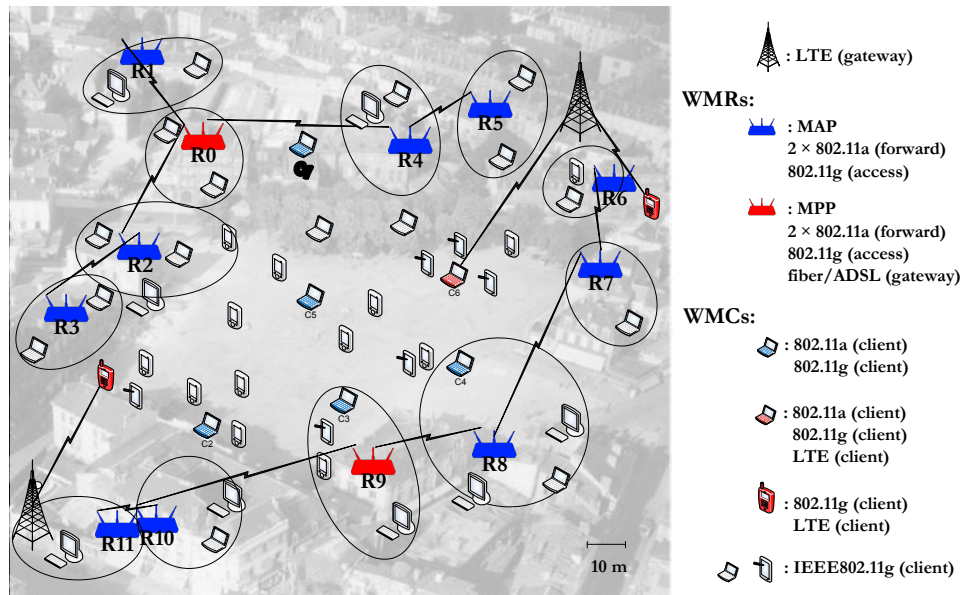 R1
R0
R4
R5
R6
R2
R7
R3
C6
C5
C4
C3
C2
R8
R9
R11
R10
10 m
: LTE (gateway)
WMRs:
: MAP
2 × 802.11a (forward)
802.11g (access)
: MPP
2 × 802.11a (forward)
802.11g (access)
fiber/ADSL (gateway)
WMCs:
: 802.11a (client)
802.11g (client)
: 802.11a (client)
802.11g (client)
LTE (client)
: 802.11g (client)
LTE (client)
: IEEE802.11g (client)